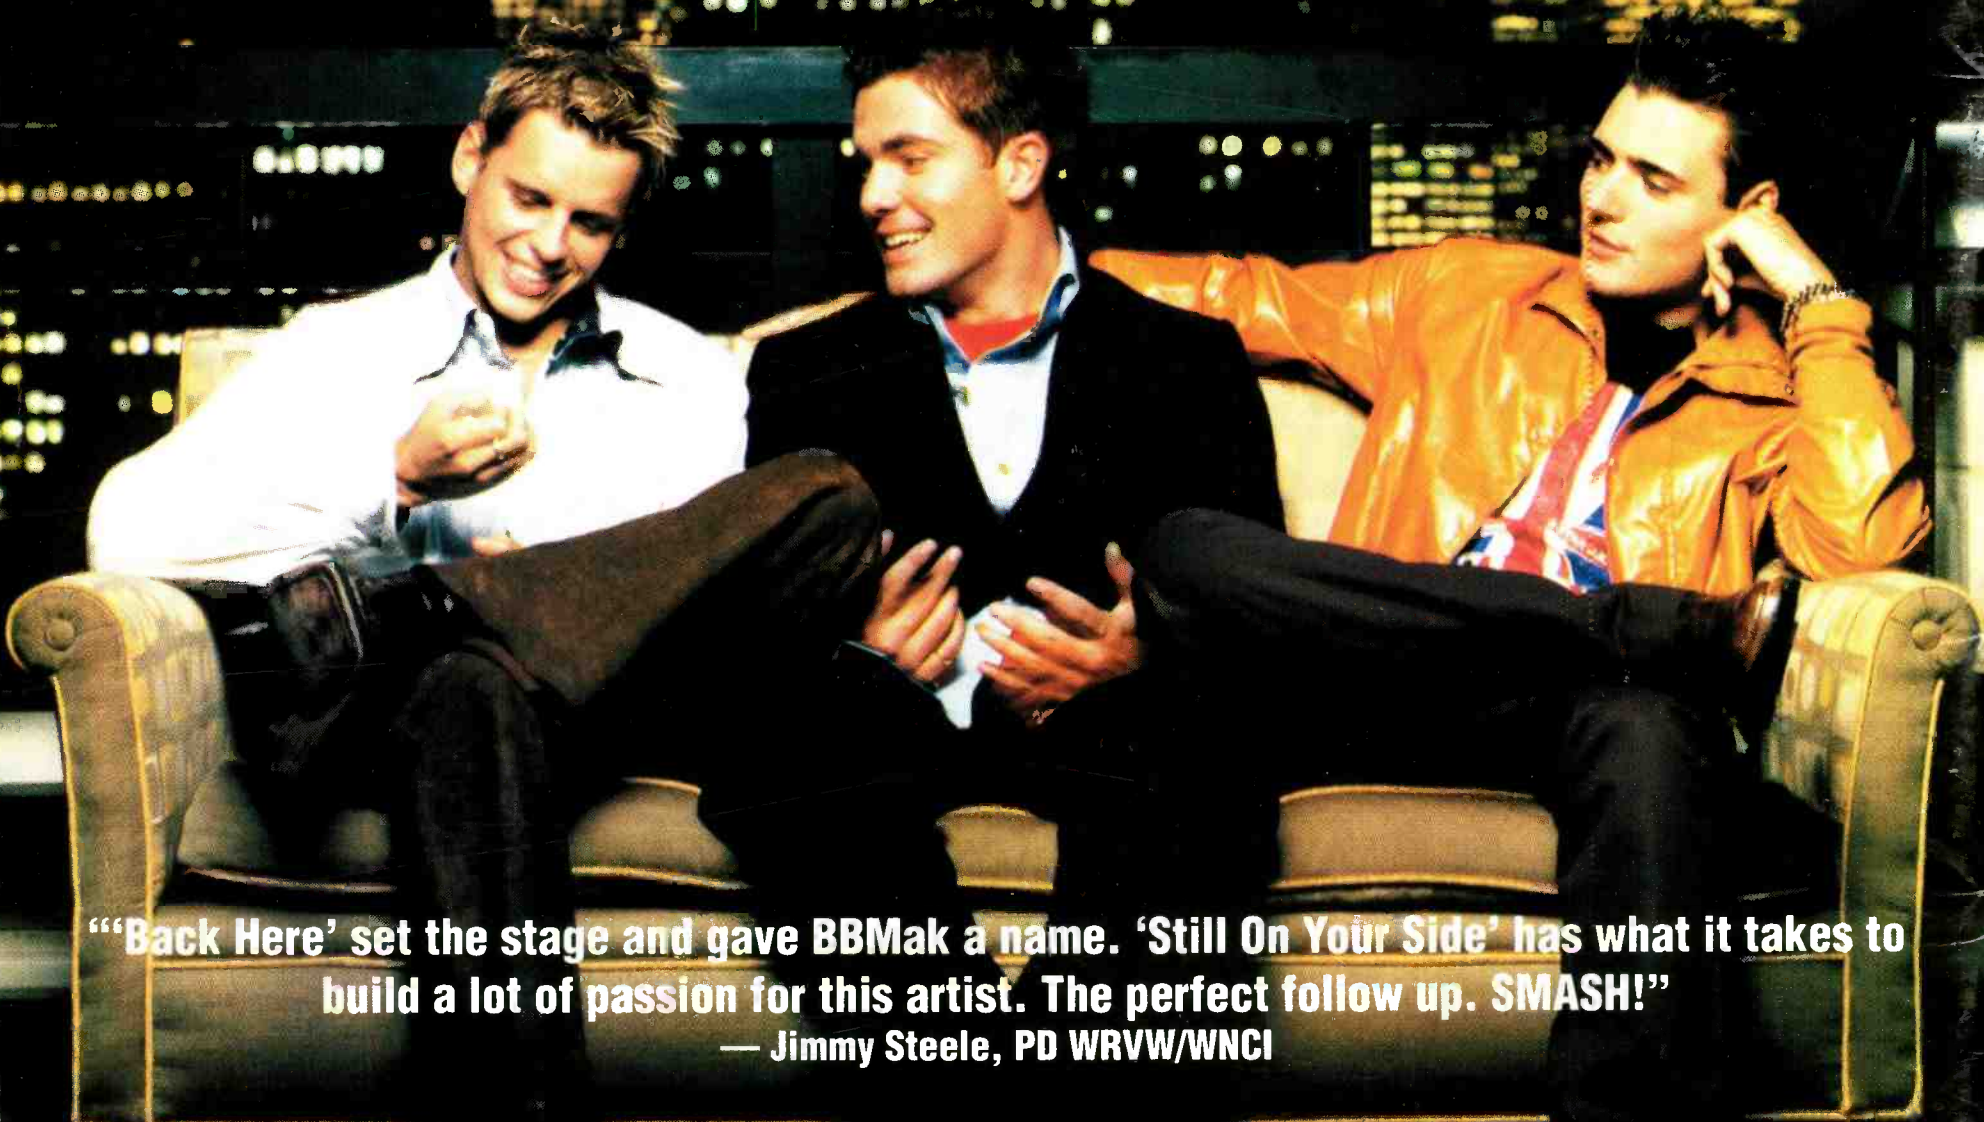 “‘Back Here’ set the stage and gave BBMak a name. ‘Still On Your Side’ has what it takes to
build a lot of passion for this artist. The perfect follow up. SMASH!”
— Jimmy Steele, PD WRVW/WNCI